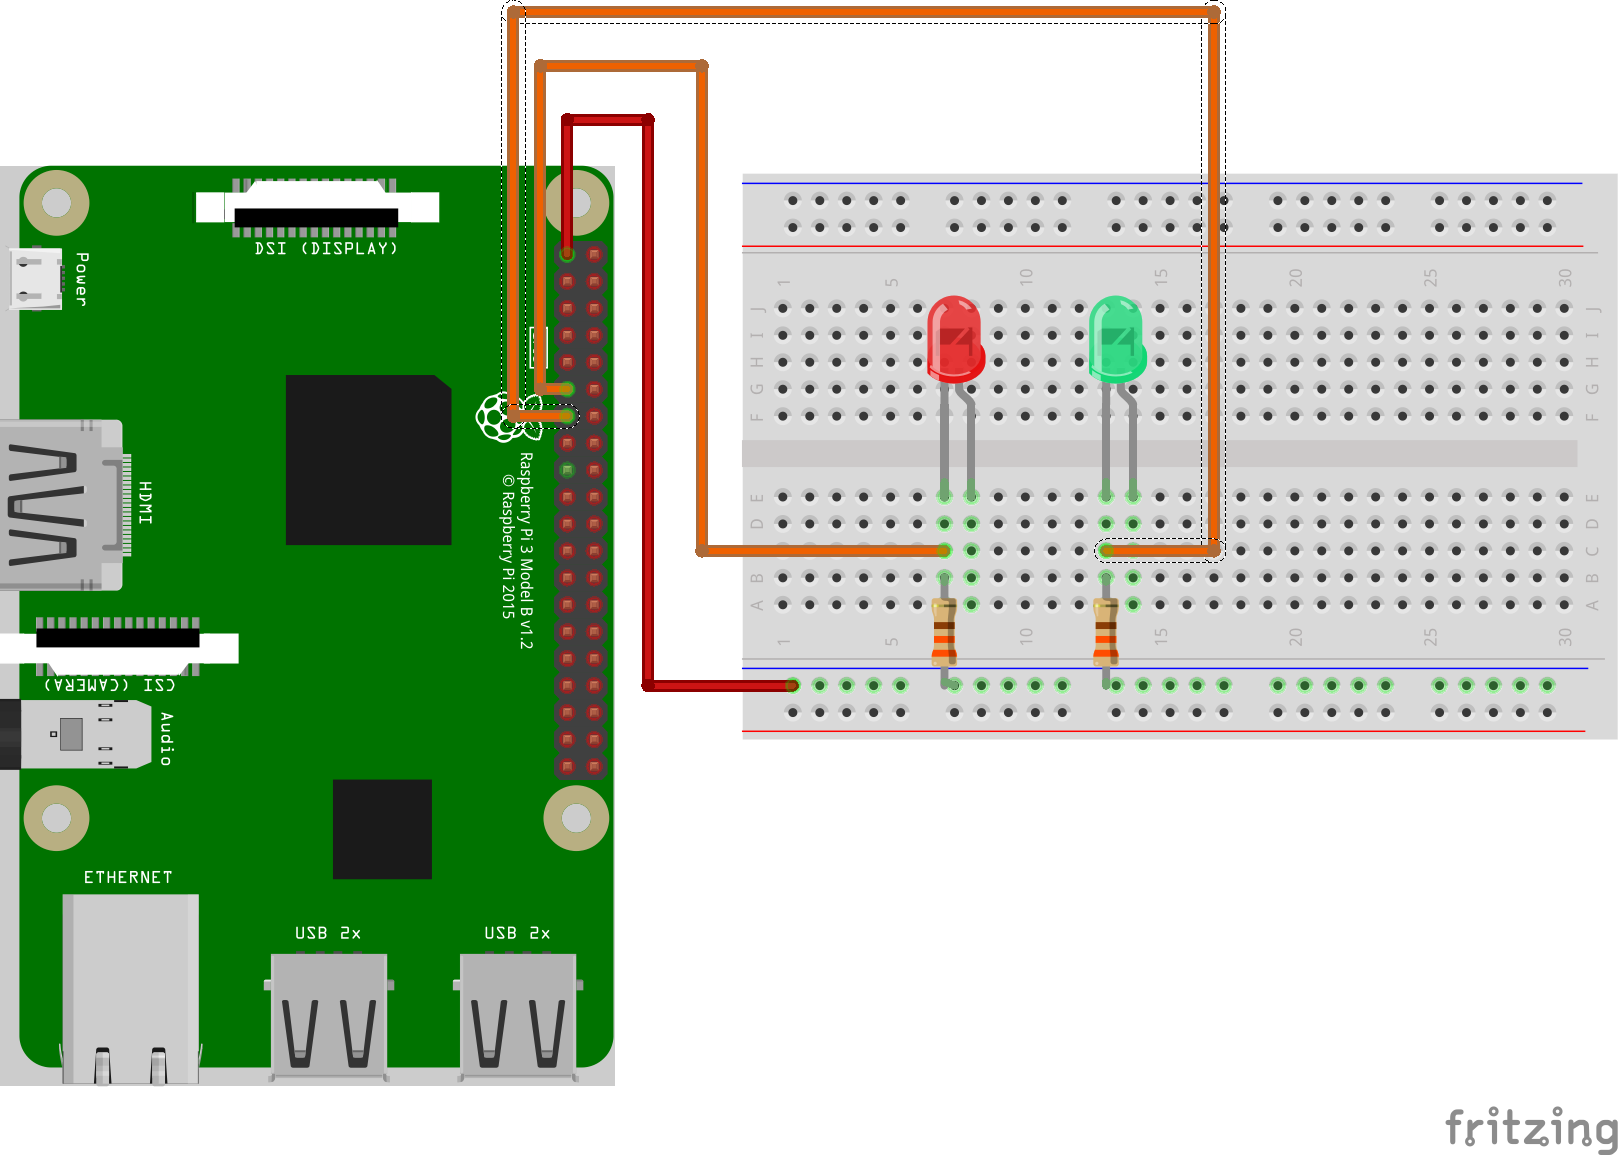 DSI (DISPLAY)
Power
HDMI
Raspberry Pi 3 Model B v1.2
© Raspberry Pi 2015
CSI (CAMERA)
Audio
ETHERNET
USB 2x
USB 2x
1 5 10 15 20 25 30
J J
I I
H H
G G
F F
E E
D D
C C
B B
A A
1 5 10 15 20 25 30
fritzing